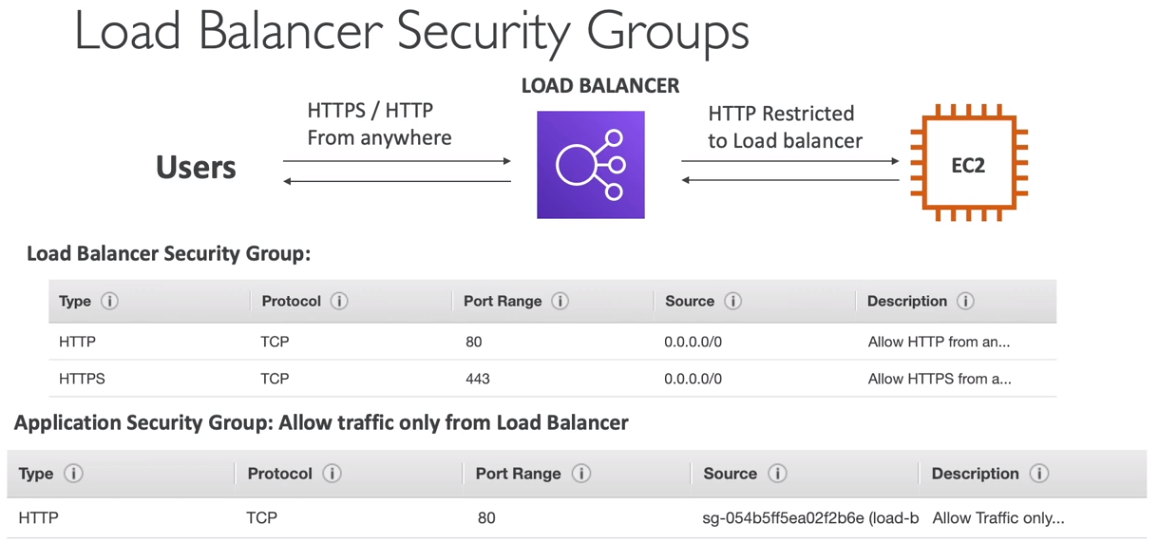 Load Balancer Security Groups
LOAD BALANCER
HTTPS / HTTP
From anywhere
HTTP Restricted
to Load balancer
Users
EC2
Load Balancer Security Group:
Type i Protocol i Port Range i Source i Description i
HTTP TCP 80 0.0.0.0/0 Allow HTTP from an...
HTTPS TCP 443 0.0.0.0/0 Allow HTTPS from a...
Application Security Group: Allow traffic only from Load Balancer
Type i Protocol i Port Range i Source i Description i
HTTP TCP 80 sg-054b5ff5ea02f2b6e (load-b Allow Traffic only...